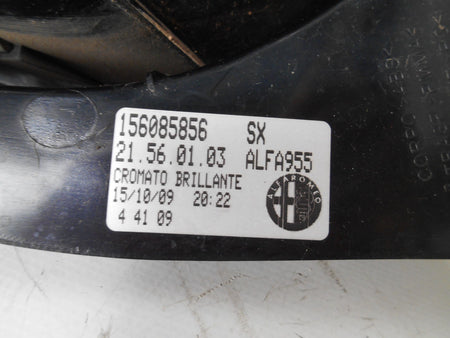 156085856 SX
21.56.01.03 ALFA955
CROMATO BRILLANTE
15/10/09 20:22
4 41 09
ALFA ROMEO